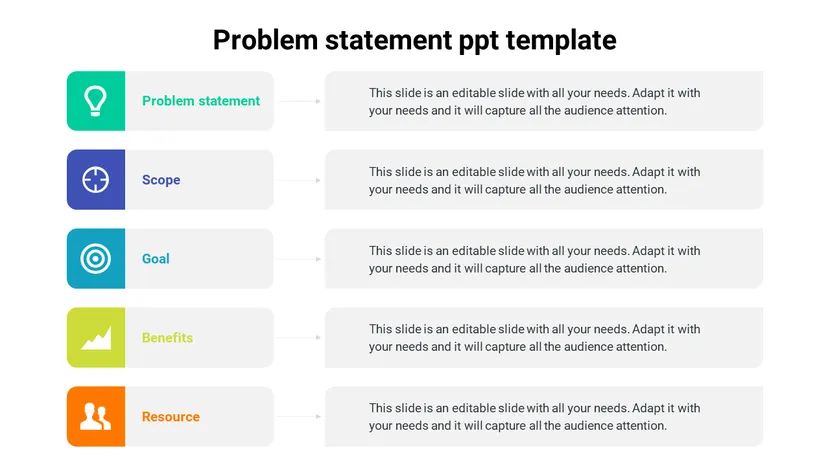 Problem statement ppt template
Problem statement
This slide is an editable slide with all your needs. Adapt it with
your needs and it will capture all the audience attention.
Scope
This slide is an editable slide with all your needs. Adapt it with
your needs and it will capture all the audience attention.
Goal
This slide is an editable slide with all your needs. Adapt it with
your needs and it will capture all the audience attention.
Benefits
This slide is an editable slide with all your needs. Adapt it with
your needs and it will capture all the audience attention.
Resource
This slide is an editable slide with all your needs. Adapt it with
your needs and it will capture all the audience attention.